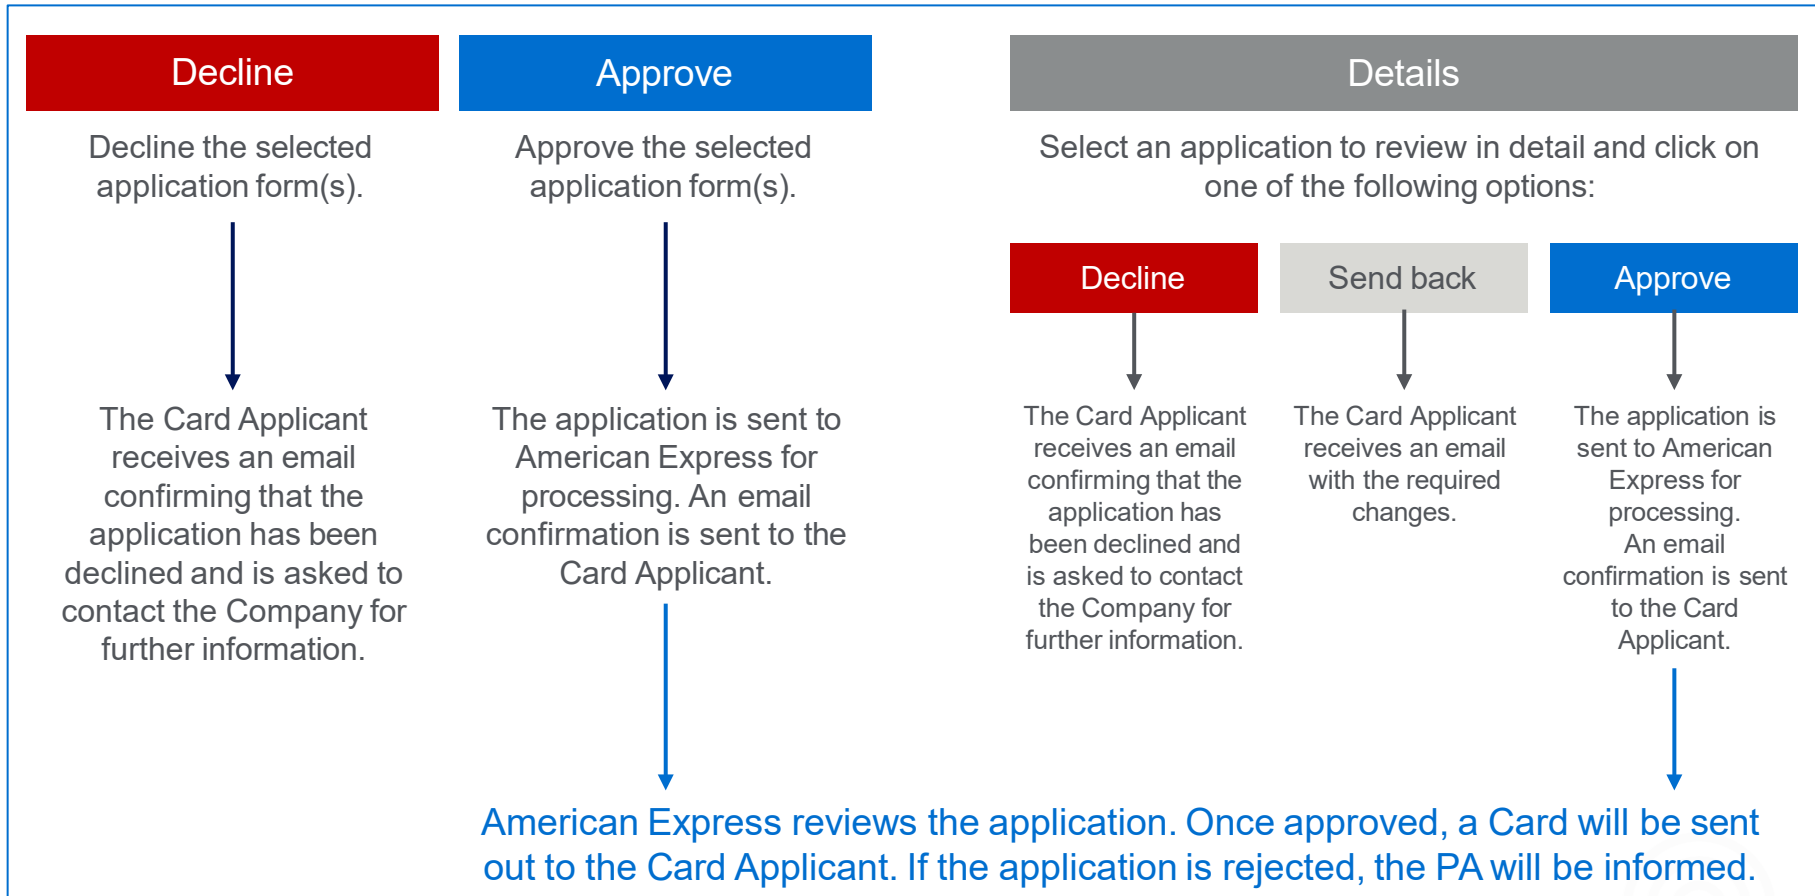 Decline
Decline the selected
application form(s).
The Card Applicant
receives an email
confirming that the
application has been
declined and is asked to
contact the Company for
further information.
Approve
Approve the selected
application form(s).
The application is sent to
American Express for
processing. An email
confirmation is sent to the
Card Applicant.
Details
Select an application to review in detail and click on
one of the following options:
Decline
The Card Applicant
receives an email
confirming that the
application has
been declined and
is asked to contact
the Company for
further information.
Send back
The Card Applicant
receives an email
with the required
changes.
Approve
The application is
sent to American
Express for
processing.
An email
confirmation is sent
to the Card
Applicant.
American Express reviews the application. Once approved, a Card will be sent
out to the Card Applicant. If the application is rejected, the PA will be informed.